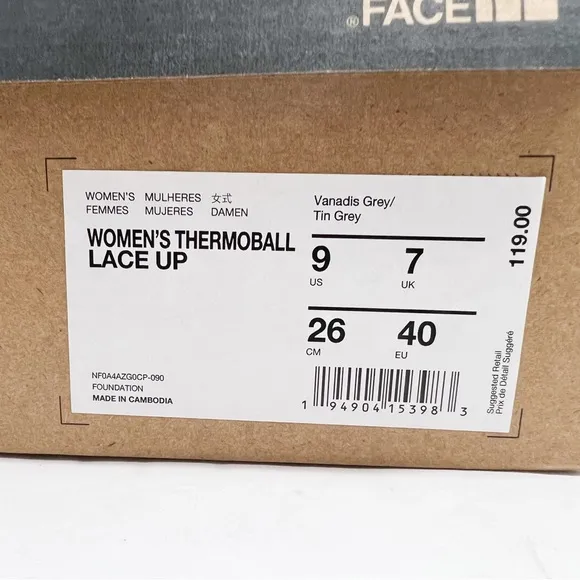 FACE
®
WOMEN'S MULHERES 女式
FEMMES MUJERES DAMEN
WOMEN'S THERMOBALL
LACE UP
NF0A4AZG0CP-090
FOUNDATION
MADE IN CAMBODIA
Vanadis Grey/
Tin Grey
9 7
US UK
26 40
CM EU
1 94904 15398 3
119.00
Suggested Retail
Prix de Détail Suggéré